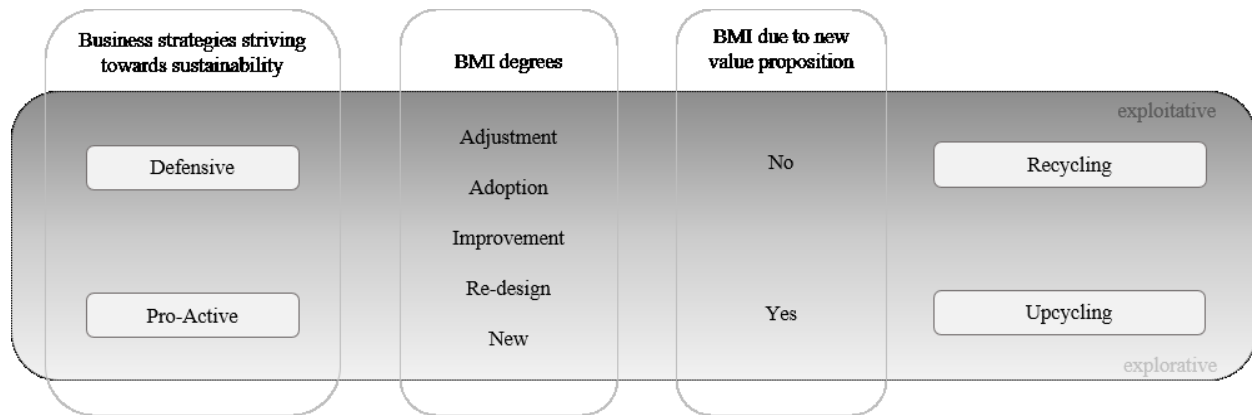 Business strategies striving
towards sustainability
BMI degrees
BMI due to new
value proposition
exploitative
Defensive
Adjustment
Adoption
Improvement
Re-design
New
No
Recycling
Pro-Active
Yes
Upcycling
explorative